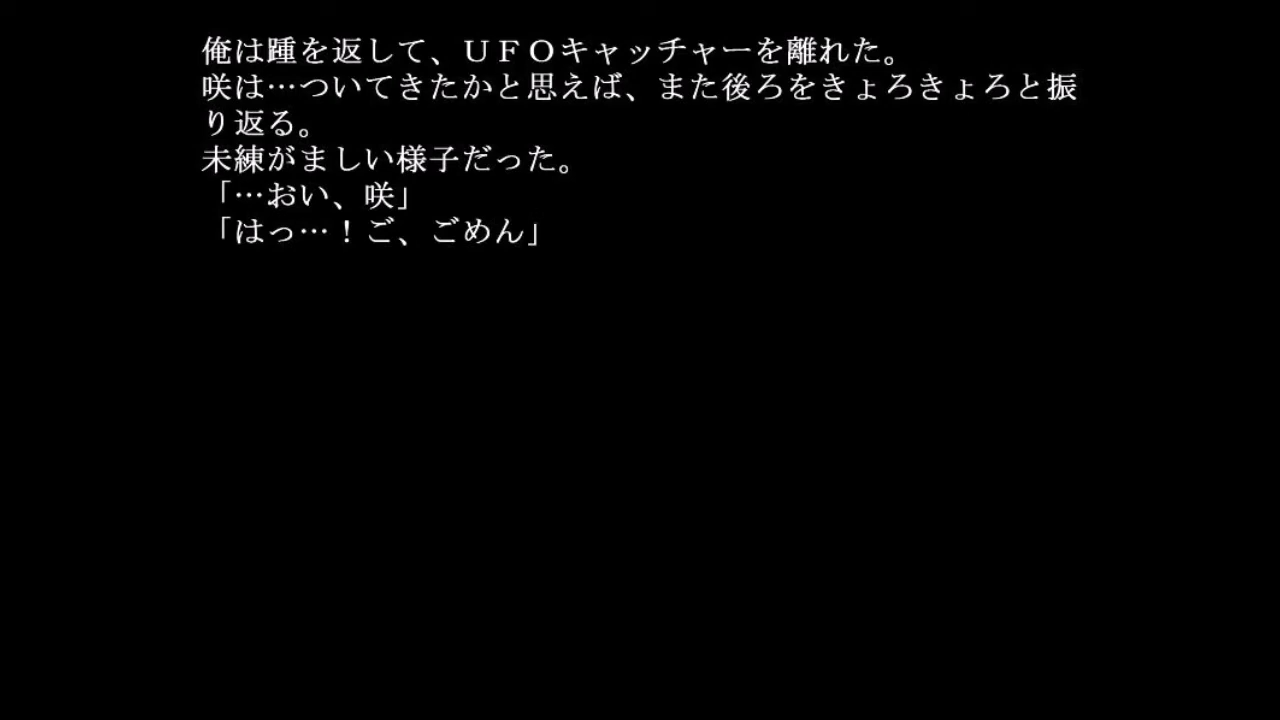 俺は踵を返して、ＵＦＯキャッチャーを離れた。
咲は…ついてきたかと思えば、また後ろをきょろきょろと振
り返る。
未練がましい様子だった。
「…おい、咲」
「はっ…！ご、ごめん」